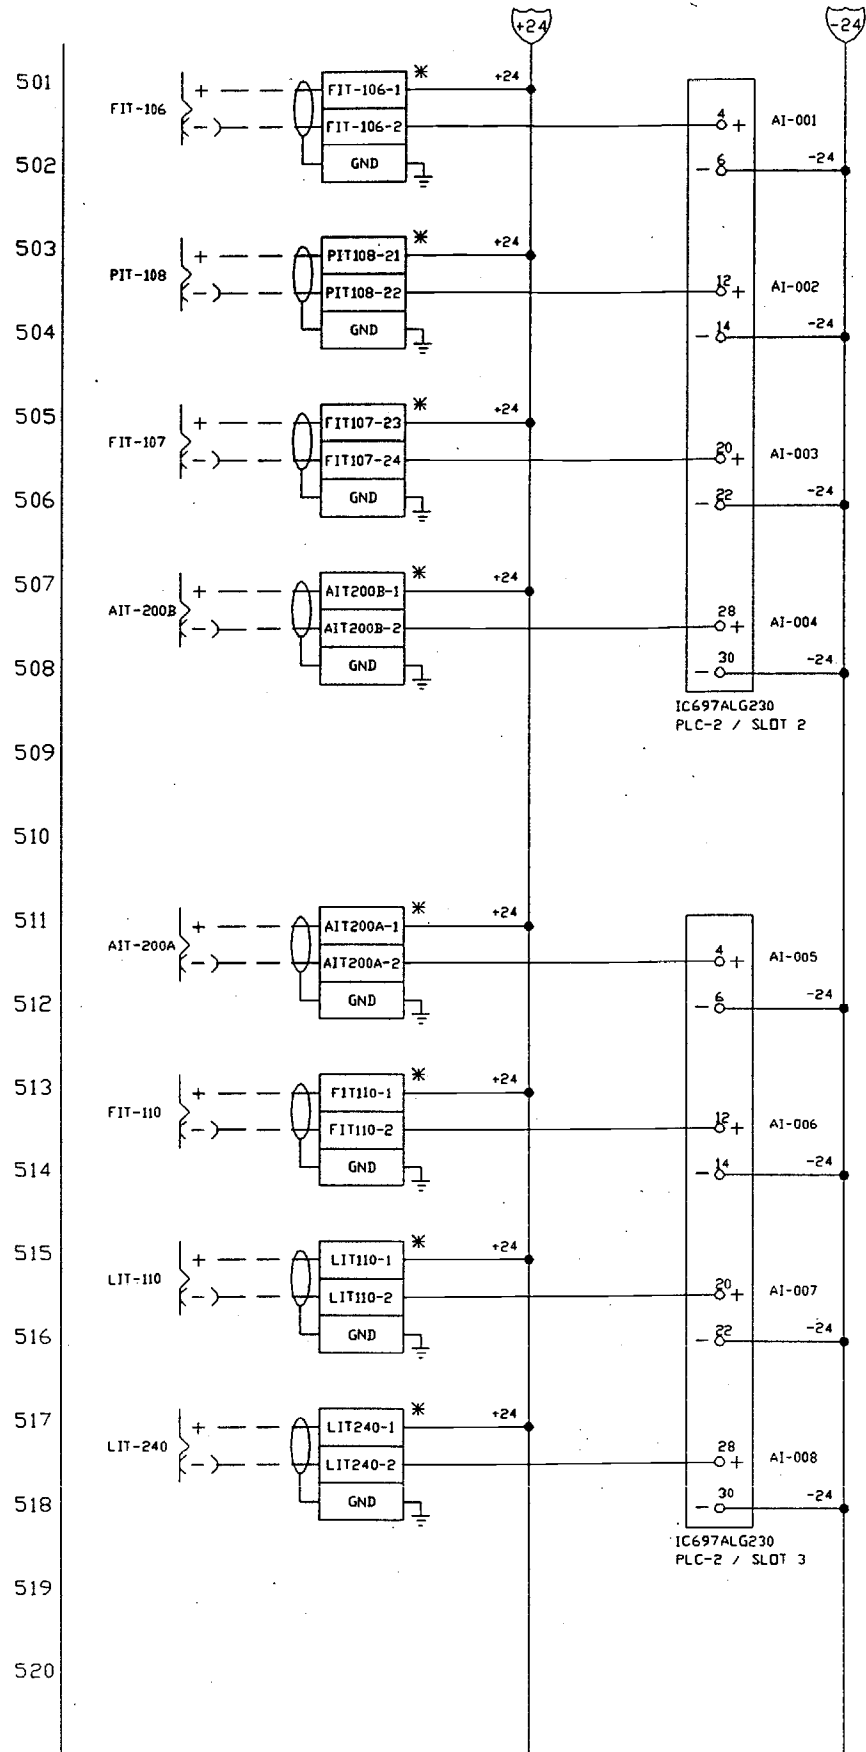 +24 -24
501 + FIT-106-1 * +24
FIT-106
- FIT-106-2 4 + AI-001
502 GND - 6 -24
503 + PIT108-21 * +24
PIT-108
- PIT108-22 12 + AI-002
504 GND - 14 -24
505 + FIT107-23 * +24
FIT-107
- FIT107-24 20 + AI-003
506 GND - 22 -24
507 + AIT200B-1 * +24
AIT-200B
- AIT200B-2 28 + AI-004
508 GND - 30 -24
IC697ALG230
PLC-2 / SLOT 2
509
510
511 + AIT200A-1 * +24
AIT-200A
- AIT200A-2 4 + AI-005
512 GND - 6 -24
513 + FIT110-1 * +24
FIT-110
- FIT110-2 12 + AI-006
514 GND - 14 -24
515 + LIT110-1 * +24
LIT-110
- LIT110-2 20 + AI-007
516 GND - 22 -24
517 + LIT240-1 * +24
LIT-240
- LIT240-2 28 + AI-008
518 GND - 30 -24
IC697ALG230
PLC-2 / SLOT 3
519
520